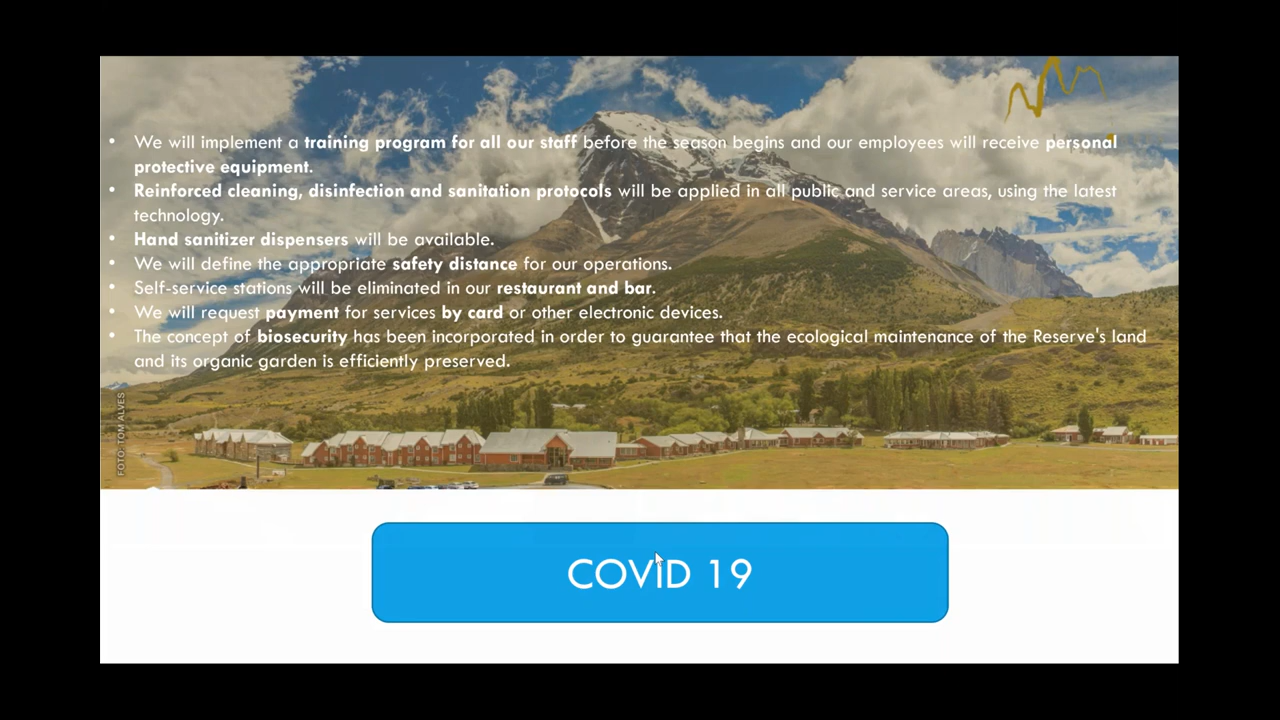 • We will implement a training program for all our staff before the season begins and our employees will receive personal
protective equipment.
• Reinforced cleaning, disinfection and sanitation protocols will be applied in all public and service areas, using the latest
technology.
• Hand sanitizer dispensers will be available.
• We will define the appropriate safety distance for our operations.
• Self-service stations will be eliminated in our restaurant and bar.
• We will request payment for services by card or other electronic devices.
• The concept of biosecurity has been incorporated in order to guarantee that the ecological maintenance of the Reserve's land
and its organic garden is efficiently preserved.
FOTO: TOM ALVES
COVID 19